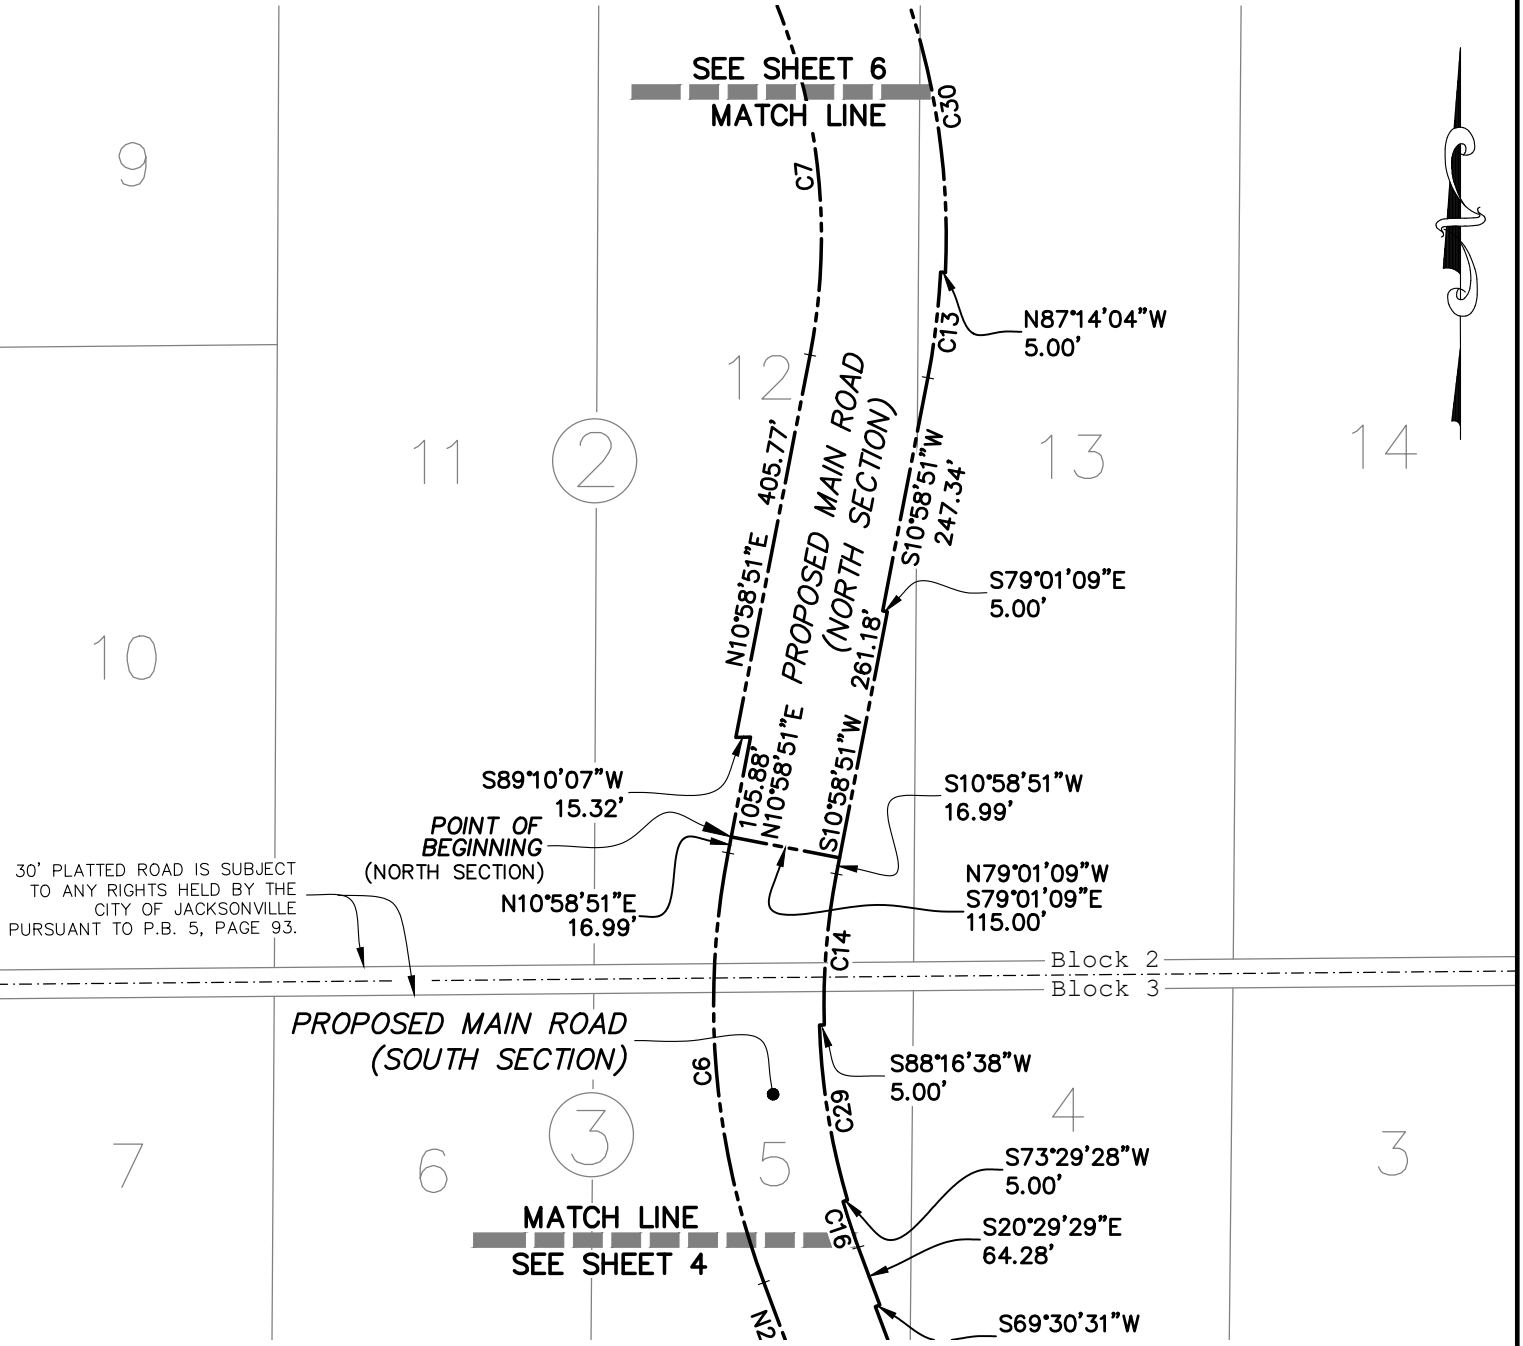 SEE SHEET 6
MATCH LINE
C30
9
C7
N87°14'04"W
5.00'
C13
12
PROPOSED MAIN ROAD
(NORTH SECTION)
11
2
13
14
405.77'
N10°58'51"E
S10°58'51"W
247.34'
S79°01'09"E
5.00'
10
261.18'
S10°58'51"W
105.88'
N10°58'51"E
S89°10'07"W
15.32'
S10°58'51"W
16.99'
POINT OF
BEGINNING
(NORTH SECTION)
30' PLATTED ROAD IS SUBJECT
TO ANY RIGHTS HELD BY THE
CITY OF JACKSONVILLE
PURSUANT TO P.B. 5, PAGE 93.
N10°58'51"E
16.99'
N79°01'09"W
S79°01'09"E
115.00'
C14
Block 2
Block 3
PROPOSED MAIN ROAD
(SOUTH SECTION)
C6
S88°16'38"W
5.00'
C29
7
6
3
5
4
3
S73°29'28"W
5.00'
MATCH LINE
SEE SHEET 4
C16
S20°29'29"E
64.28'
S69°30'31"W
N2